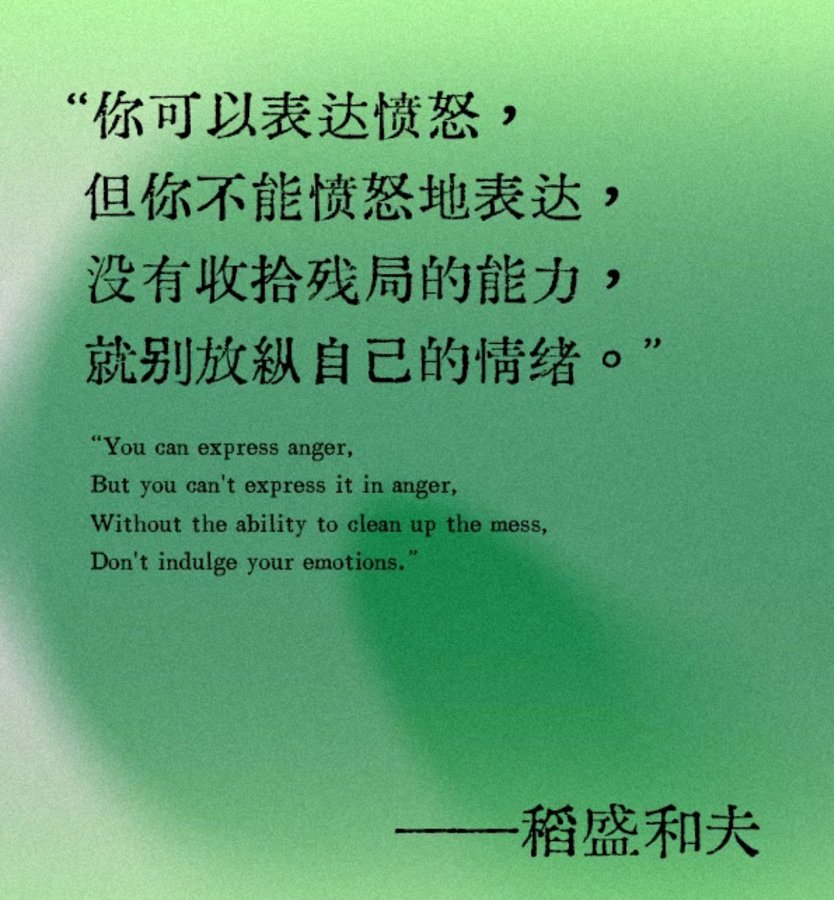 “你可以表达愤怒，
但你不能愤怒地表达，
没有收拾残局的能力，
就别放縱自己的情绪。”
“You can express anger,
But you can't express it in anger,
Without the ability to clean up the mess,
Don't indulge your emotions.”
——稻盛和夫